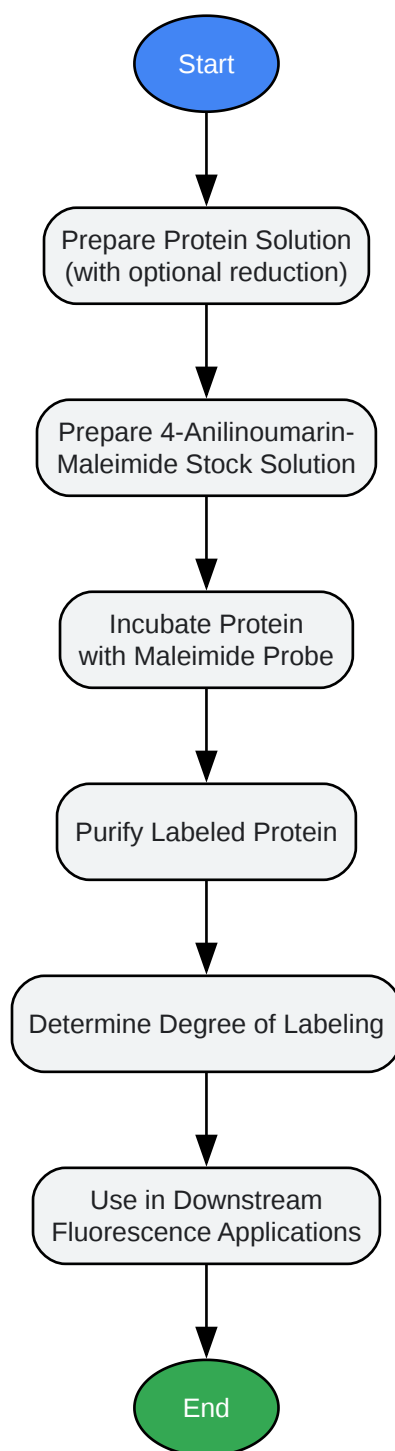 Start
Prepare Protein Solution
(with optional reduction)
Prepare 4-Anilinoumarin-
Maleimide Stock Solution
Incubate Protein
with Maleimide Probe
Purify Labeled Protein
Determine Degree of Labeling
Use in Downstream
Fluorescence Applications
End